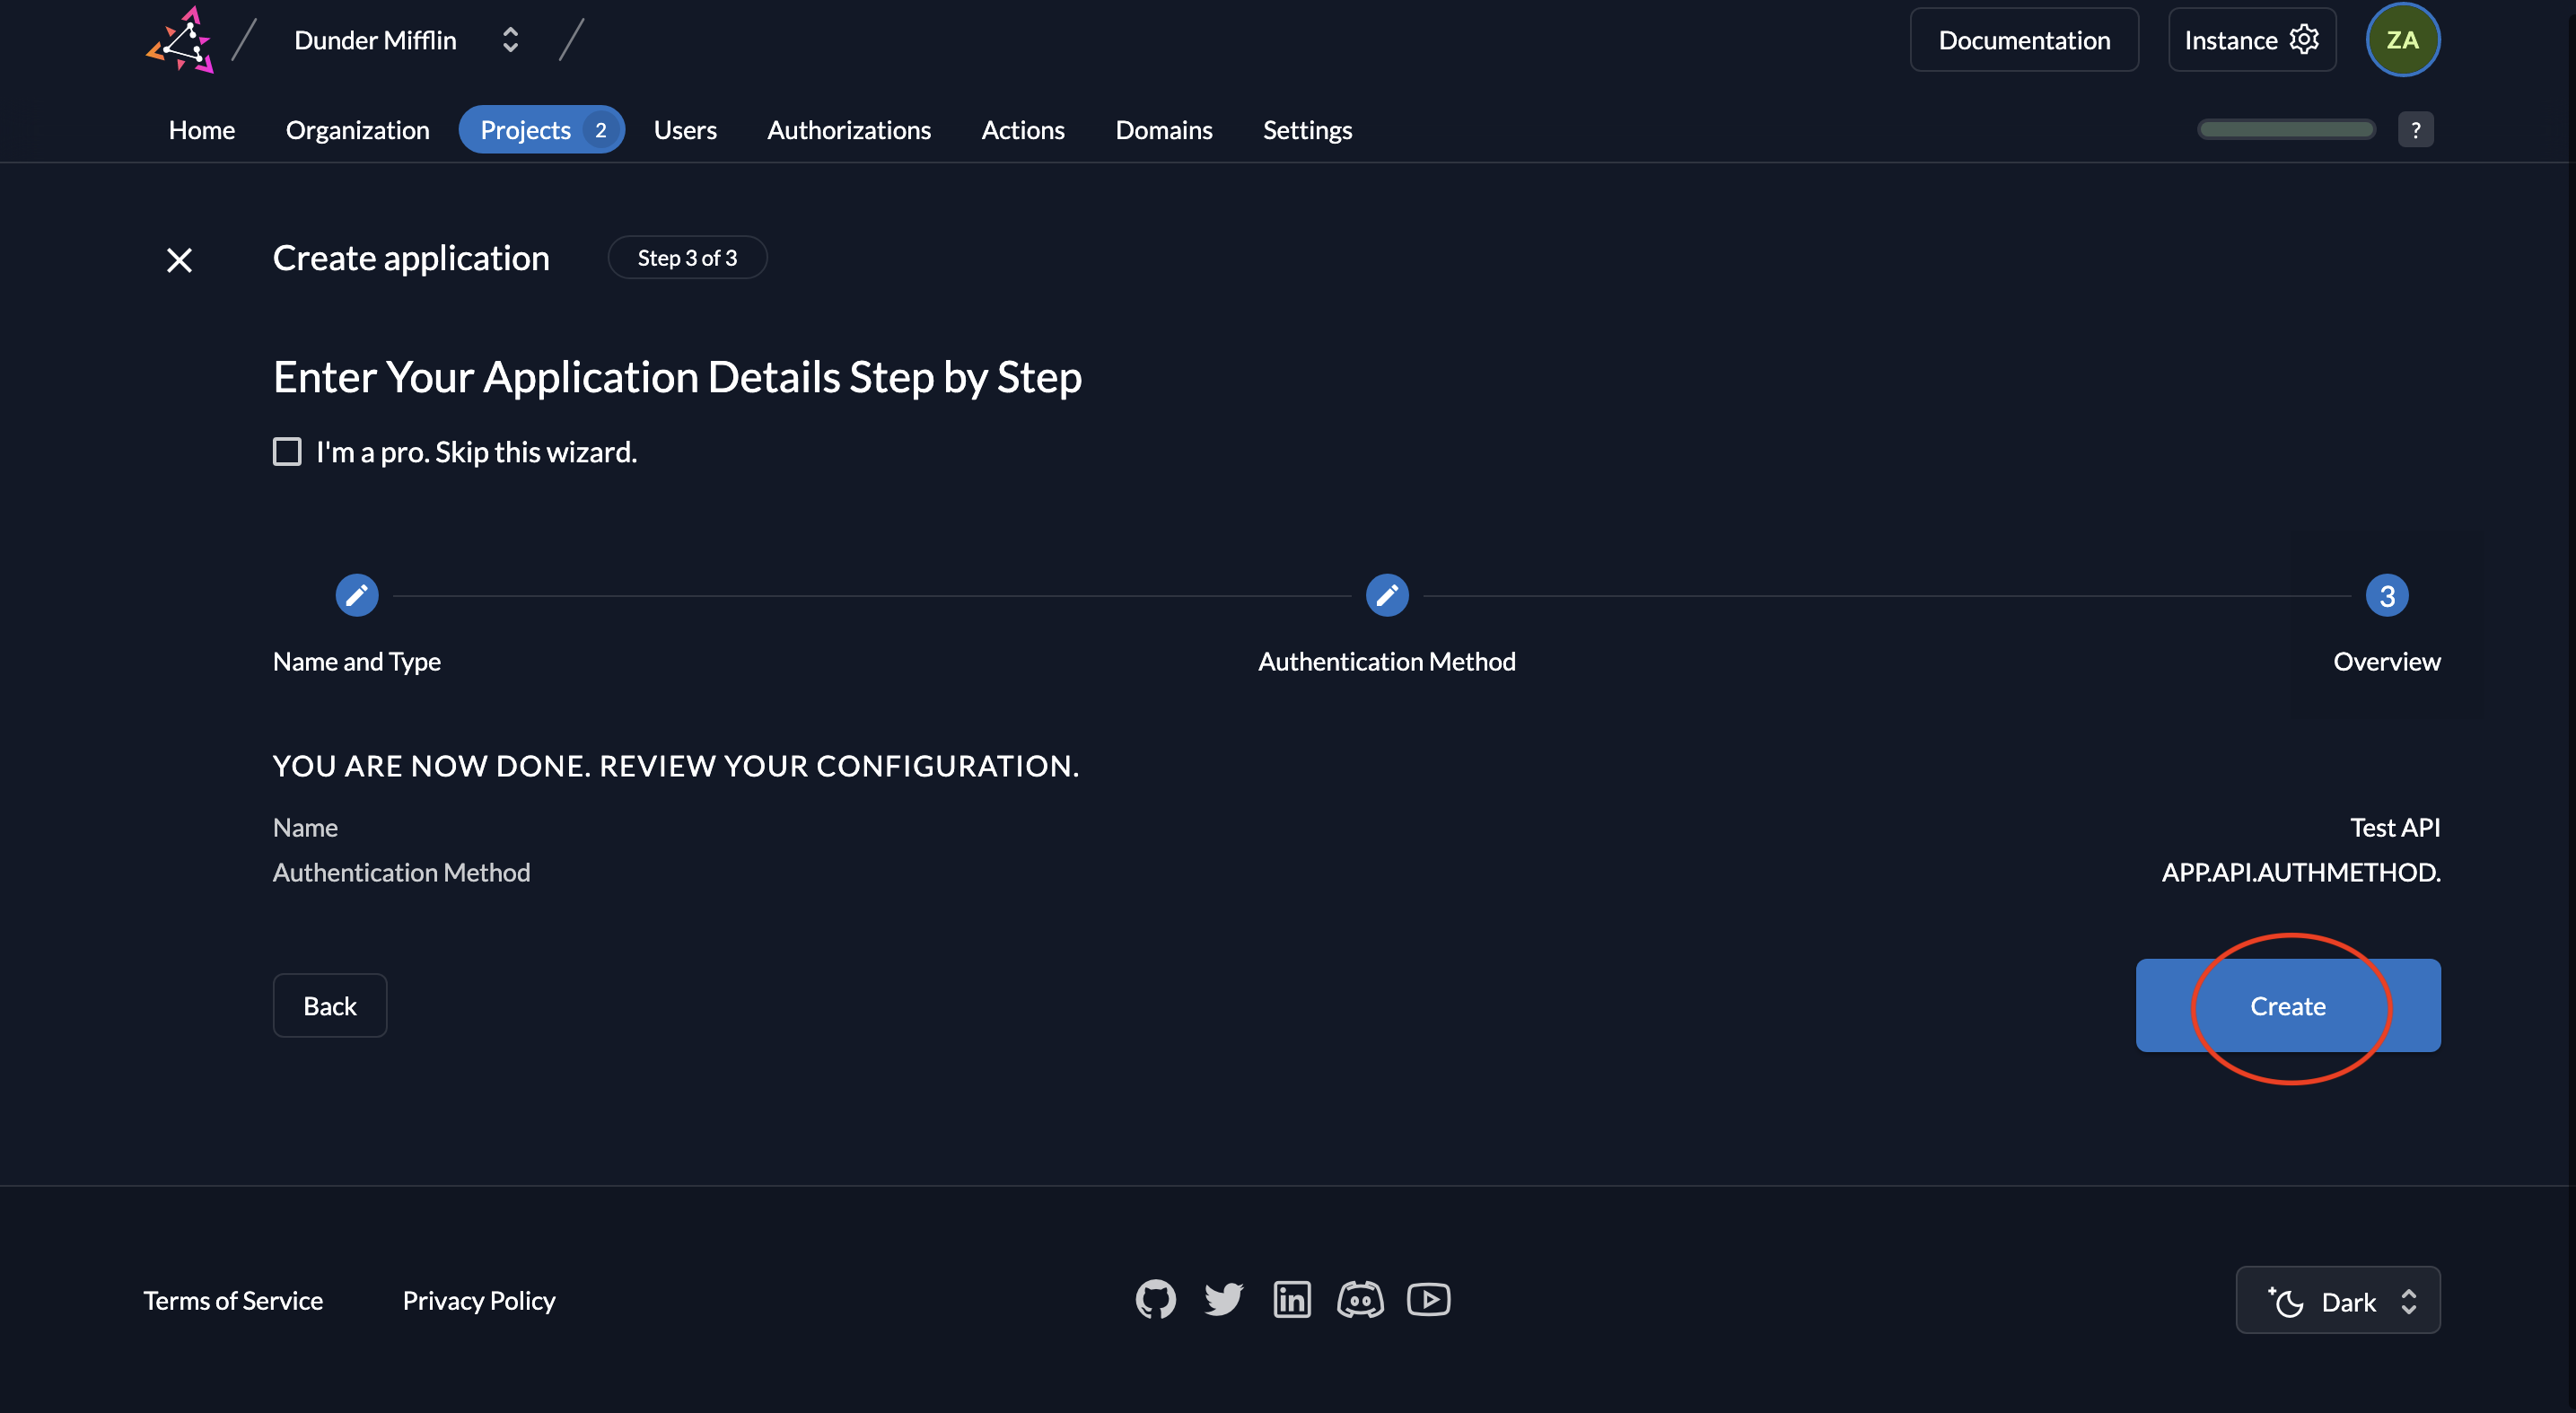 Dunder Mifflin
Documentation
Instance
ZA
Home
Organization
Projects 2
Users
Authorizations
Actions
Domains
Settings
?
Create application
Step 3 of 3
Enter Your Application Details Step by Step
I'm a pro. Skip this wizard.
3
Name and Type
Authentication Method
Overview
YOU ARE NOW DONE. REVIEW YOUR CONFIGURATION.
Name
Test API
Authentication Method
APP.API.AUTHMETHOD.
Back
Create
Terms of Service
Privacy Policy
in
Dark